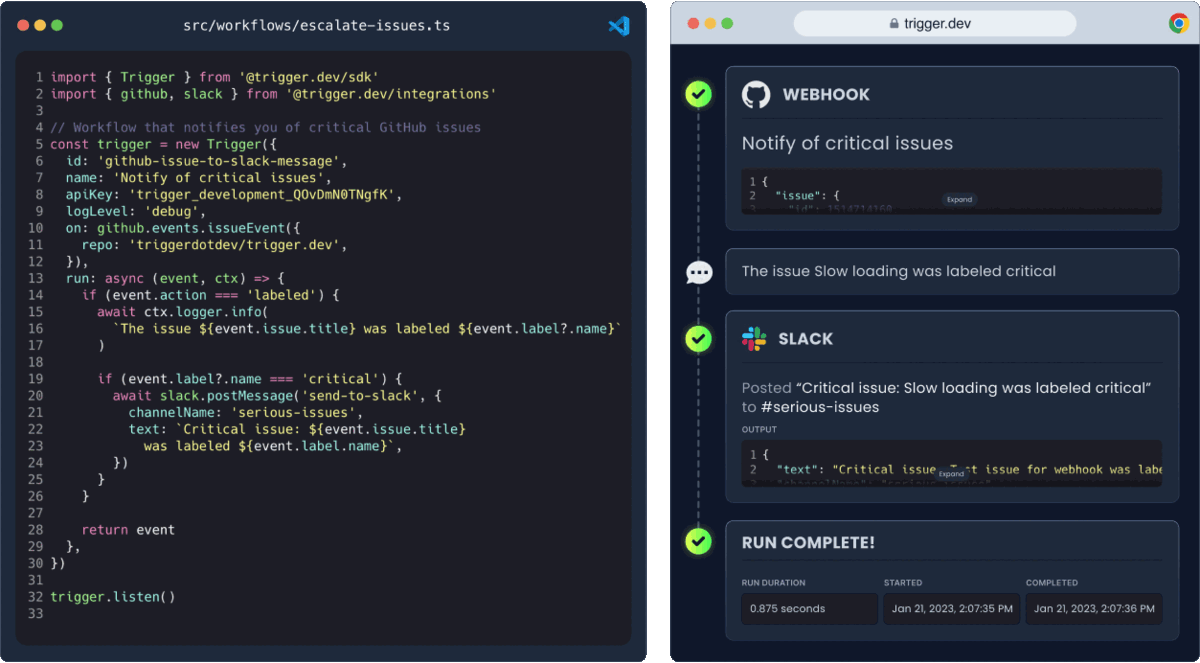 src/workflows/escalate-issues.ts
1 import { Trigger } from '@trigger.dev/sdk'
2 import { github, slack } from '@trigger.dev/integrations'
3
4 // Workflow that notifies you of critical GitHub issues
5 const trigger = new Trigger({
6 id: 'github-issue-to-slack-message',
7 name: 'Notify of critical issues',
8 apiKey: 'trigger_development_QOvDmN0TNgfK',
9 logLevel: 'debug',
10 on: github.events.issueEvent({
11 repo: 'triggerdotdev/trigger.dev',
12 }),
13 run: async (event, ctx) => {
14 if (event.action === 'labeled') {
15 await ctx.logger.info(
16 `The issue ${event.issue.title} was labeled ${event.label?.name}`
17 )
18
19 if (event.label?.name === 'critical') {
20 await slack.postMessage('send-to-slack', {
21 channelName: 'serious-issues',
22 text: `Critical issue: ${event.issue.title}
23 was labeled ${event.label.name}`,
24 })
25 }
26 }
27
28 return event
29 },
30 })
31
32 trigger.listen()
33
trigger.dev
WEBHOOK
Notify of critical issues
1 {
2 "issue": {
3 "id": 1514714160
Expand
The issue Slow loading was labeled critical
SLACK
Posted “Critical issue: Slow loading was labeled critical”
to #serious-issues
OUTPUT
1 {
2 "text": "Critical issue. Test issue for webhook was labe
Expand
RUN COMPLETE!
RUN DURATION STARTED COMPLETED
0.875 seconds Jan 21, 2023, 2:07:35 PM Jan 21, 2023, 2:07:36 PM